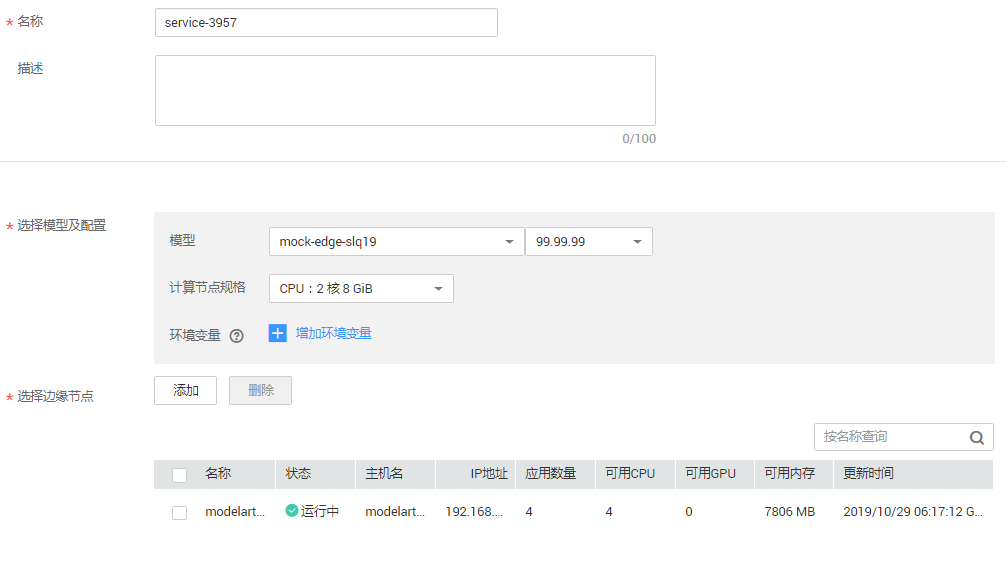 * 名称 service-3957
描述
0/100
* 选择模型及配置
模型 mock-edge-slq19 99.99.99
计算节点规格 CPU：2 核 8 GiB
环境变量 ? + 增加环境变量
* 选择边缘节点 添加 删除
按名称查询
名称 状态 主机名 IP地址 应用数量 可用CPU 可用GPU 可用内存 更新时间
modelart... 运行中 modelart... 192.168.... 4 4 0 7806 MB 2019/10/29 06:17:12 G...